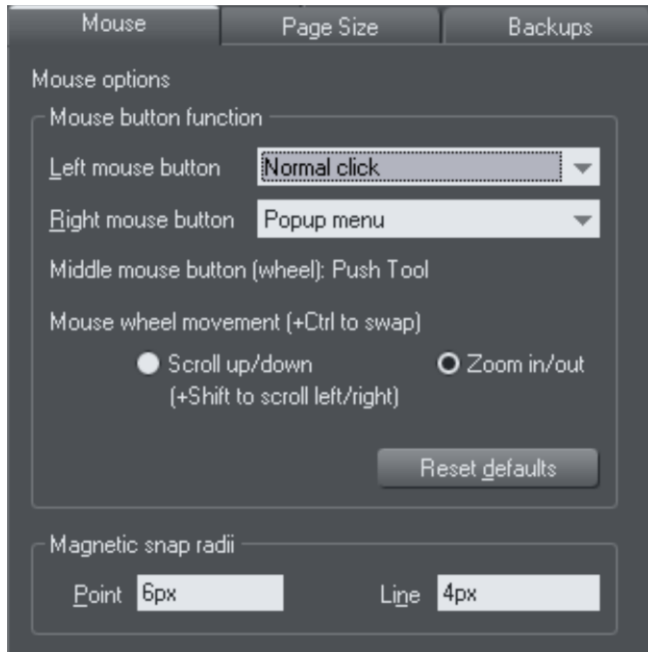 Mouse Page Size Backups
Mouse options
Mouse button function
Left mouse button Normal click
Right mouse button Popup menu
Middle mouse button (wheel): Push Tool
Mouse wheel movement (+Ctrl to swap)
Scroll up/down Zoom in/out
(+Shift to scroll left/right)
Reset defaults
Magnetic snap radii
Point 6px Line 4px